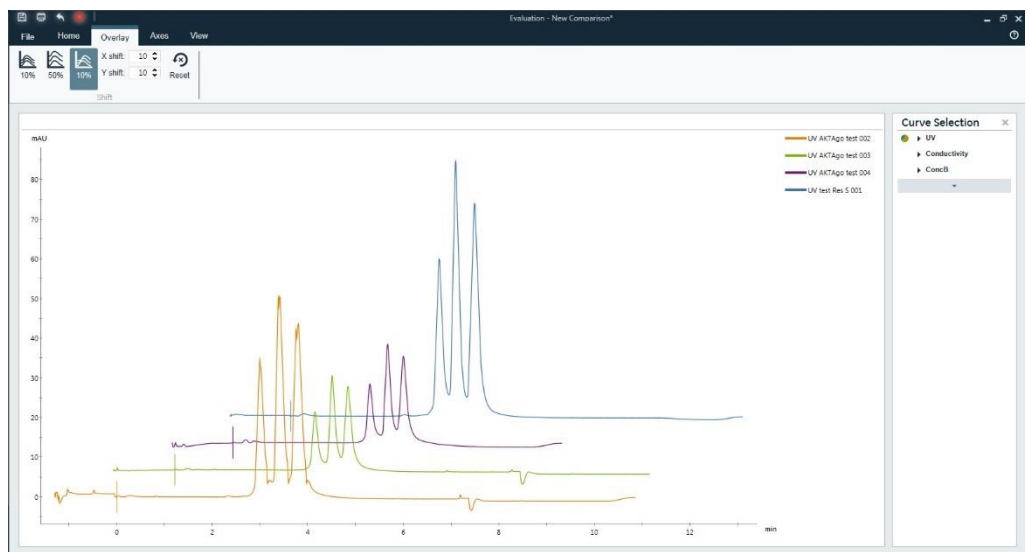 Evaluation - New Comparison*
File Home Overlay Axes View
X shift: 10
Y shift: 10
10% 50% 10% Reset
Shift
mAU
UV AKTAgo test 002
UV AKTAgo test 003
UV AKTAgo test 004
UV test Res S 001
80
70
60
50
40
30
20
10
0
0 2 4 6 8 10 12
min
Curve Selection
UV
Conductivity
ConcB